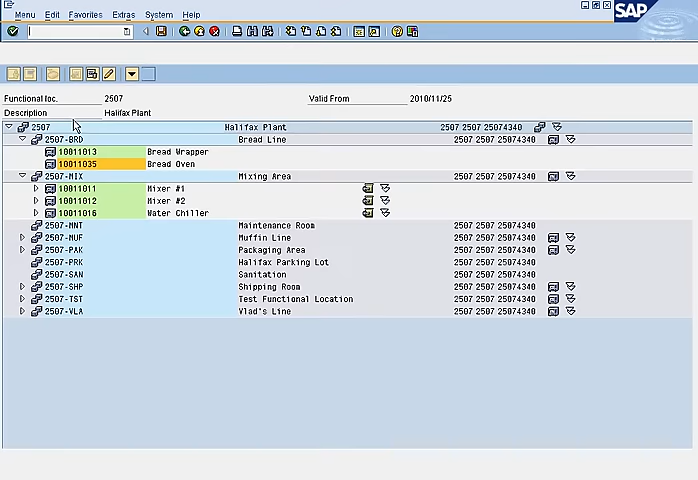 Menu Edit Favorites Extras System Help
SAP
Functional loc. 2507 Valid From 2010/11/25
Description Halifax Plant
2507 Halifax Plant 2507 2507 25074340
2507-BRD Bread Line 2507 2507 25074340
10011013 Bread Wrapper
10011035 Bread Oven
2507-MIX Mixing Area 2507 2507 25074340
10011011 Mixer #1
10011012 Mixer #2
10011016 Water Chiller
2507-MNT Maintenance Room 2507 2507 25074340
2507-MUF Muffin Line 2507 2507 25074340
2507-PAK Packaging Area 2507 2507 25074340
2507-PRK Halifax Parking Lot 2507 2507 25074340
2507-SAN Sanitation 2507 2507 25074340
2507-SHP Shipping Room 2507 2507 25074340
2507-TST Test Functional Location 2507 2507 25074340
2507-VLA Vlad's Line 2507 2507 25074340